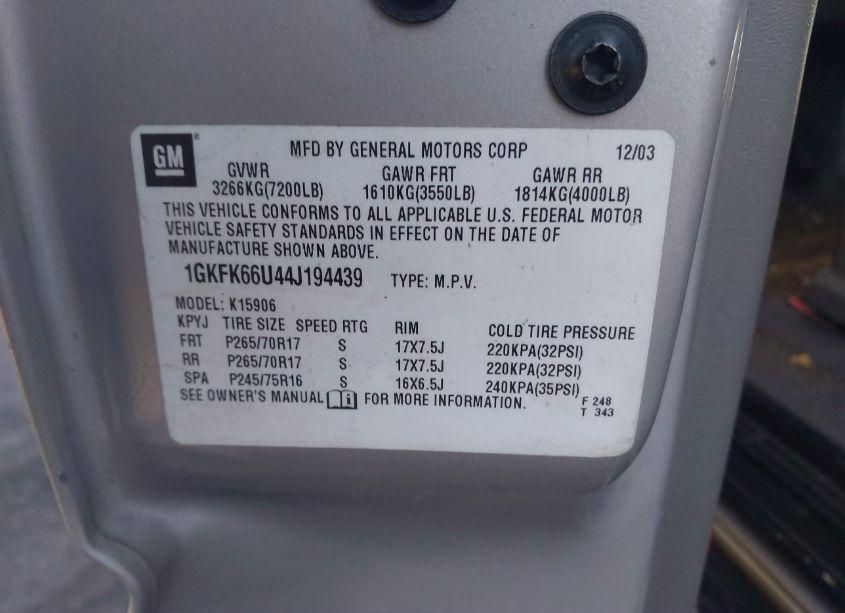 GM ® MFD BY GENERAL MOTORS CORP 12/03
GVWR GAWR FRT GAWR RR
3266KG(7200LB) 1610KG(3550LB) 1814KG(4000LB)
THIS VEHICLE CONFORMS TO ALL APPLICABLE U.S. FEDERAL MOTOR
VEHICLE SAFETY STANDARDS IN EFFECT ON THE DATE OF
MANUFACTURE SHOWN ABOVE.
1GKFK66U44J194439 TYPE: M.P.V.
MODEL: K15906
KPYJ TIRE SIZE SPEED RTG RIM COLD TIRE PRESSURE
FRT P265/70R17 S 17X7.5J 220KPA(32PSI)
RR P265/70R17 S 17X7.5J 220KPA(32PSI)
SPA P245/75R16 S 16X6.5J 240KPA(35PSI)
SEE OWNER'S MANUAL FOR MORE INFORMATION. F 248
T 343